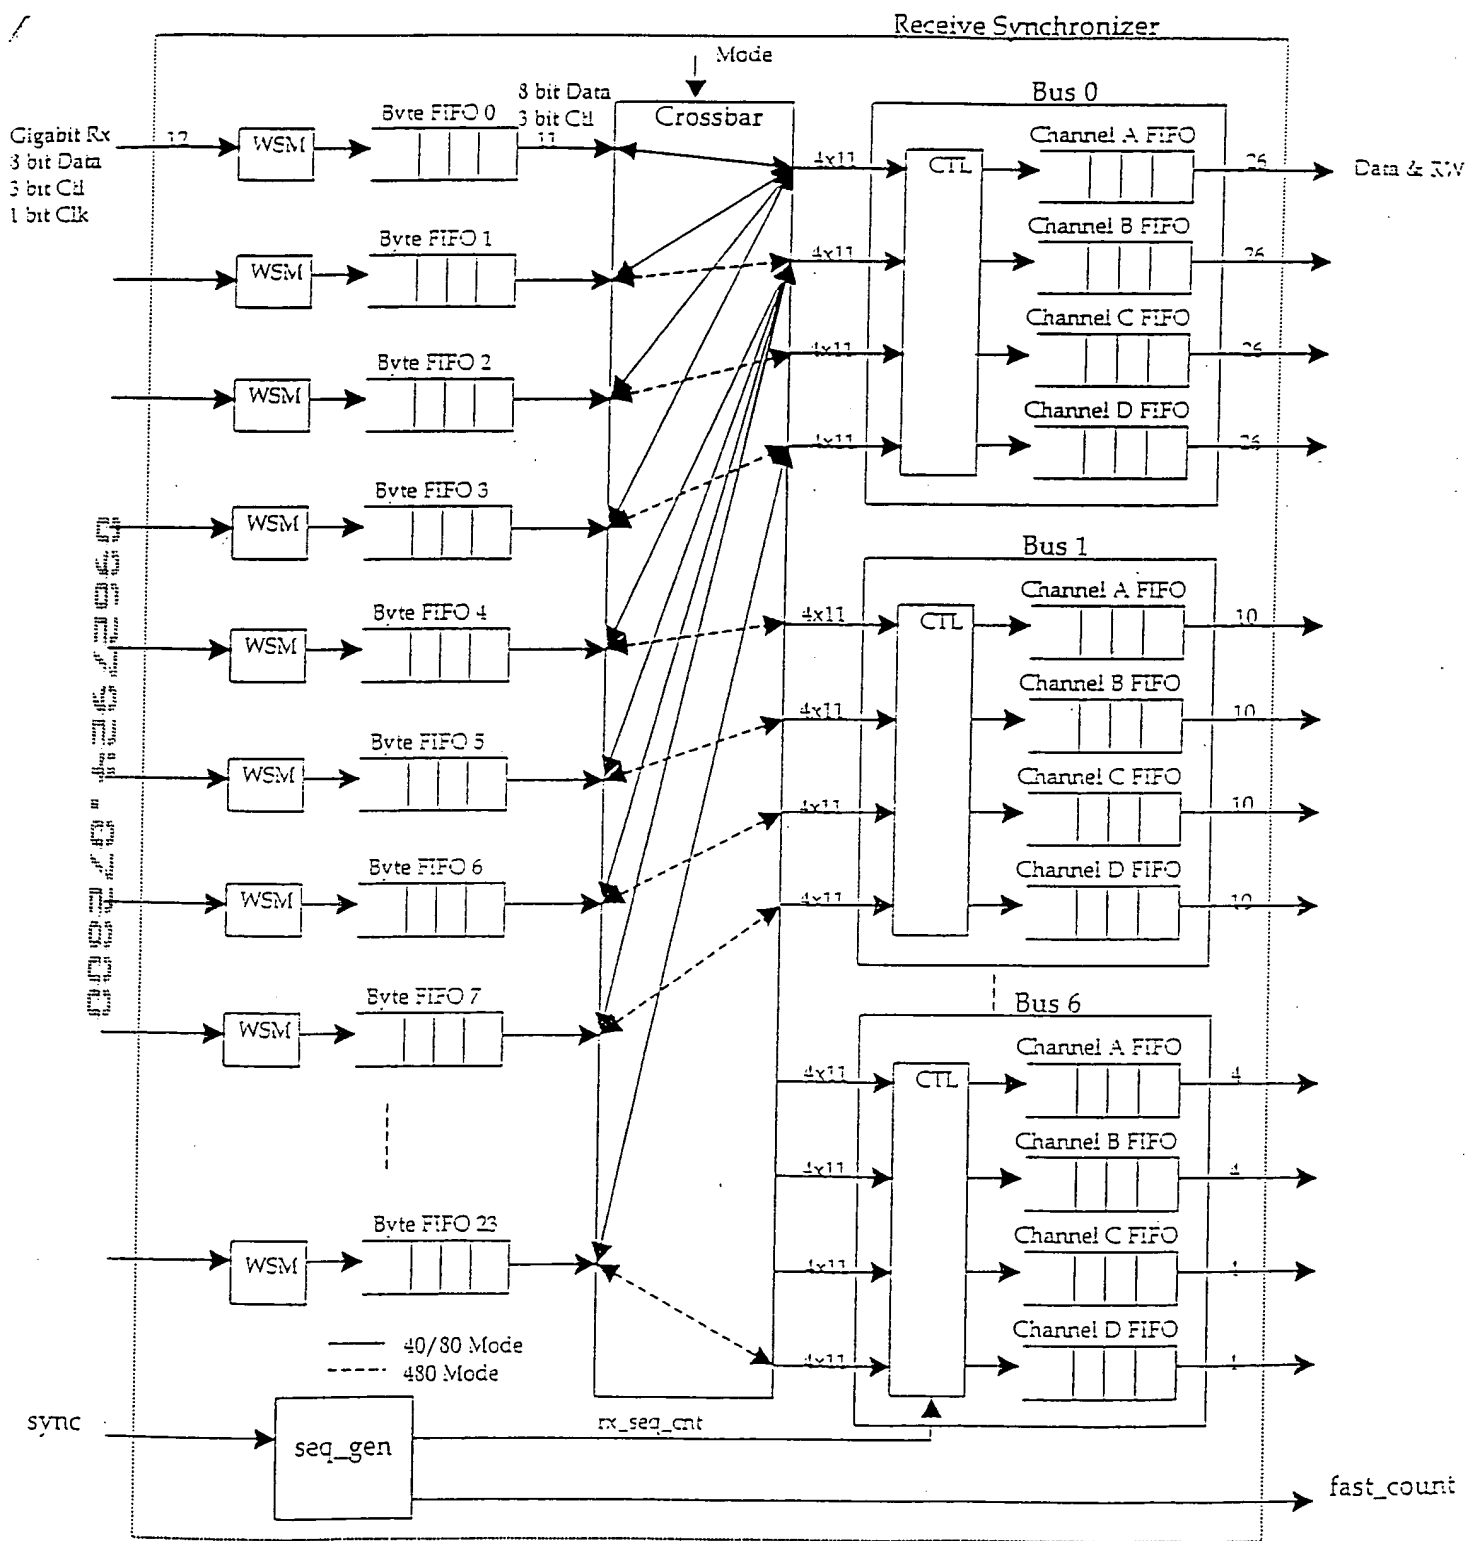 Receive Synchronizer
Mode
Crossbar
Gigabit Rx
8 bit Data
3 bit Ctl
1 bit Clk
12
WSM
Byte FIFO 0
8 bit Data
3 bit Ctl
11
WSM
Byte FIFO 1
WSM
Byte FIFO 2
WSM
Byte FIFO 3
WSM
Byte FIFO 4
WSM
Byte FIFO 5
WSM
Byte FIFO 6
WSM
Byte FIFO 7
WSM
Byte FIFO 23
40/80 Mode
480 Mode
Bus 0
4x11
CTL
Channel A FIFO
26
Data & RW
4x11
Channel B FIFO
26
4x11
Channel C FIFO
26
4x11
Channel D FIFO
26
Bus 1
4x11
CTL
Channel A FIFO
10
4x11
Channel B FIFO
10
4x11
Channel C FIFO
10
4x11
Channel D FIFO
10
Bus 6
4x11
CTL
Channel A FIFO
4
4x11
Channel B FIFO
4
4x11
Channel C FIFO
4
4x11
Channel D FIFO
4
sync
seq_gen
rx_seq_cnt
fast_count